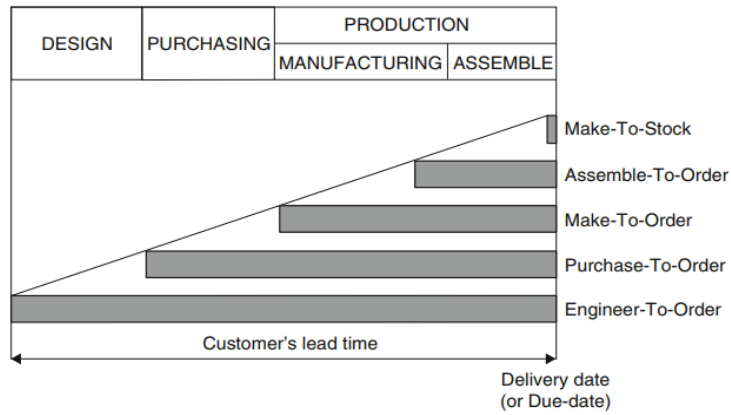 DESIGN
PURCHASING
PRODUCTION
MANUFACTURING
ASSEMBLE
Make-To-Stock
Assemble-To-Order
Make-To-Order
Purchase-To-Order
Engineer-To-Order
Customer's lead time
Delivery date
(or Due-date)